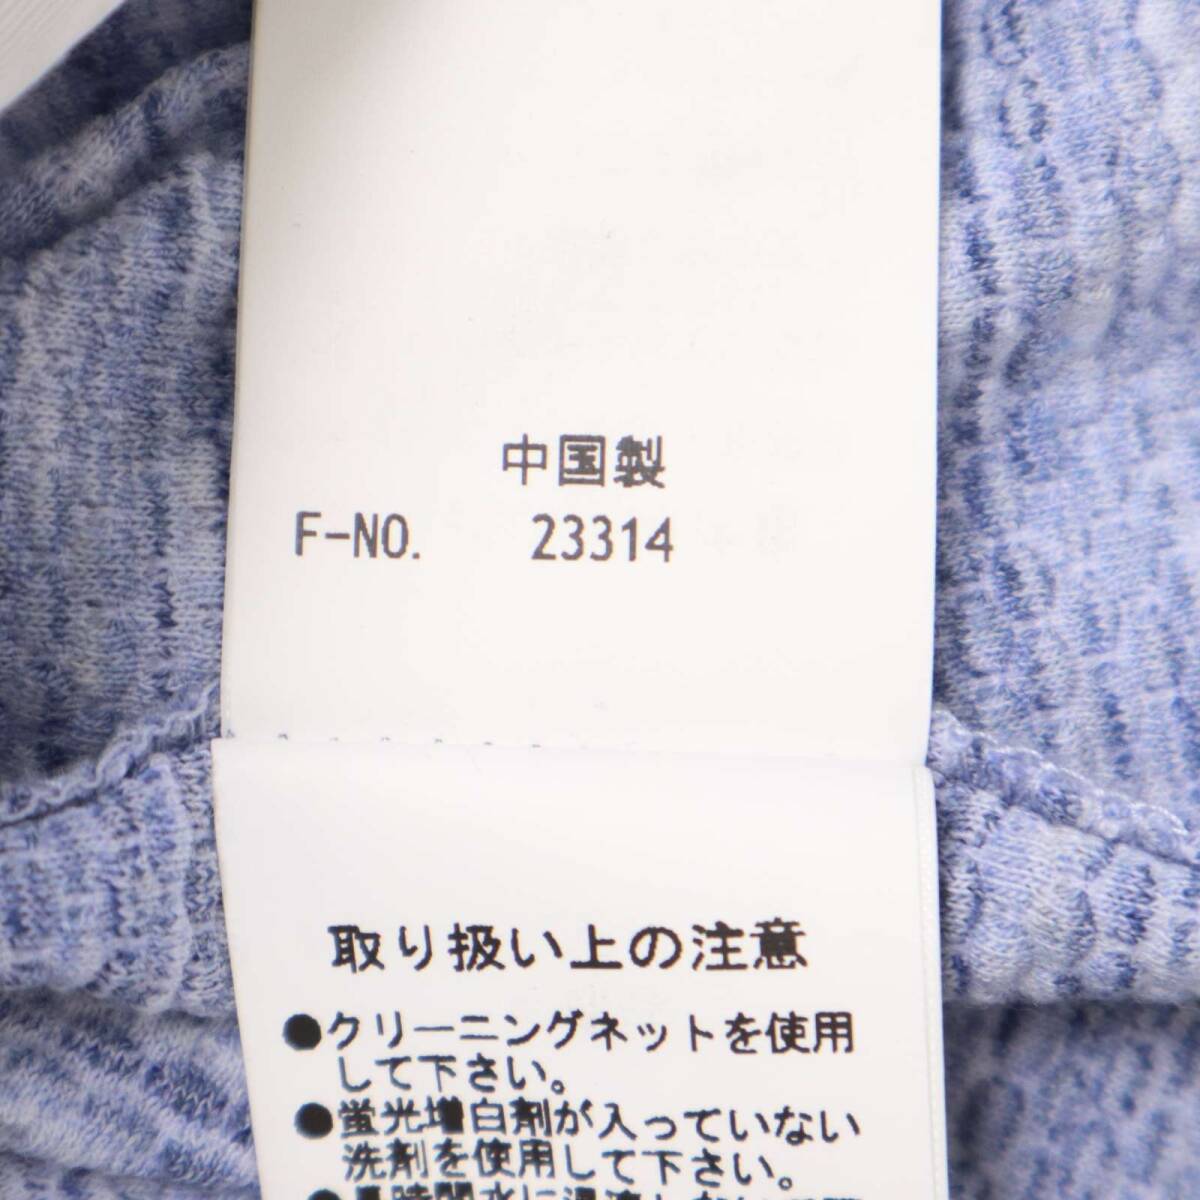 中国製
F-NO. 23314
取り扱い上の注意
●クリーニングネットを使用
して下さい。
●蛍光増白剤が入っていない
洗剤を使用して下さい。